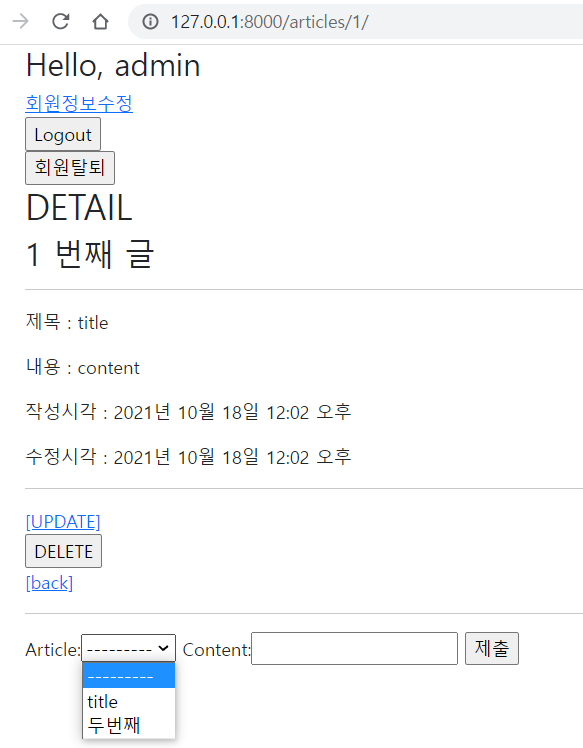 127.0.0.1:8000/articles/1/
Hello, admin
회원정보수정
Logout
회원탈퇴
DETAIL
1 번째 글
제목 : title
내용 : content
작성시각 : 2021년 10월 18일 12:02 오후
수정시각 : 2021년 10월 18일 12:02 오후
[UPDATE]
DELETE
[back]
Article: --------- Content: 제출
---------
title
두번째